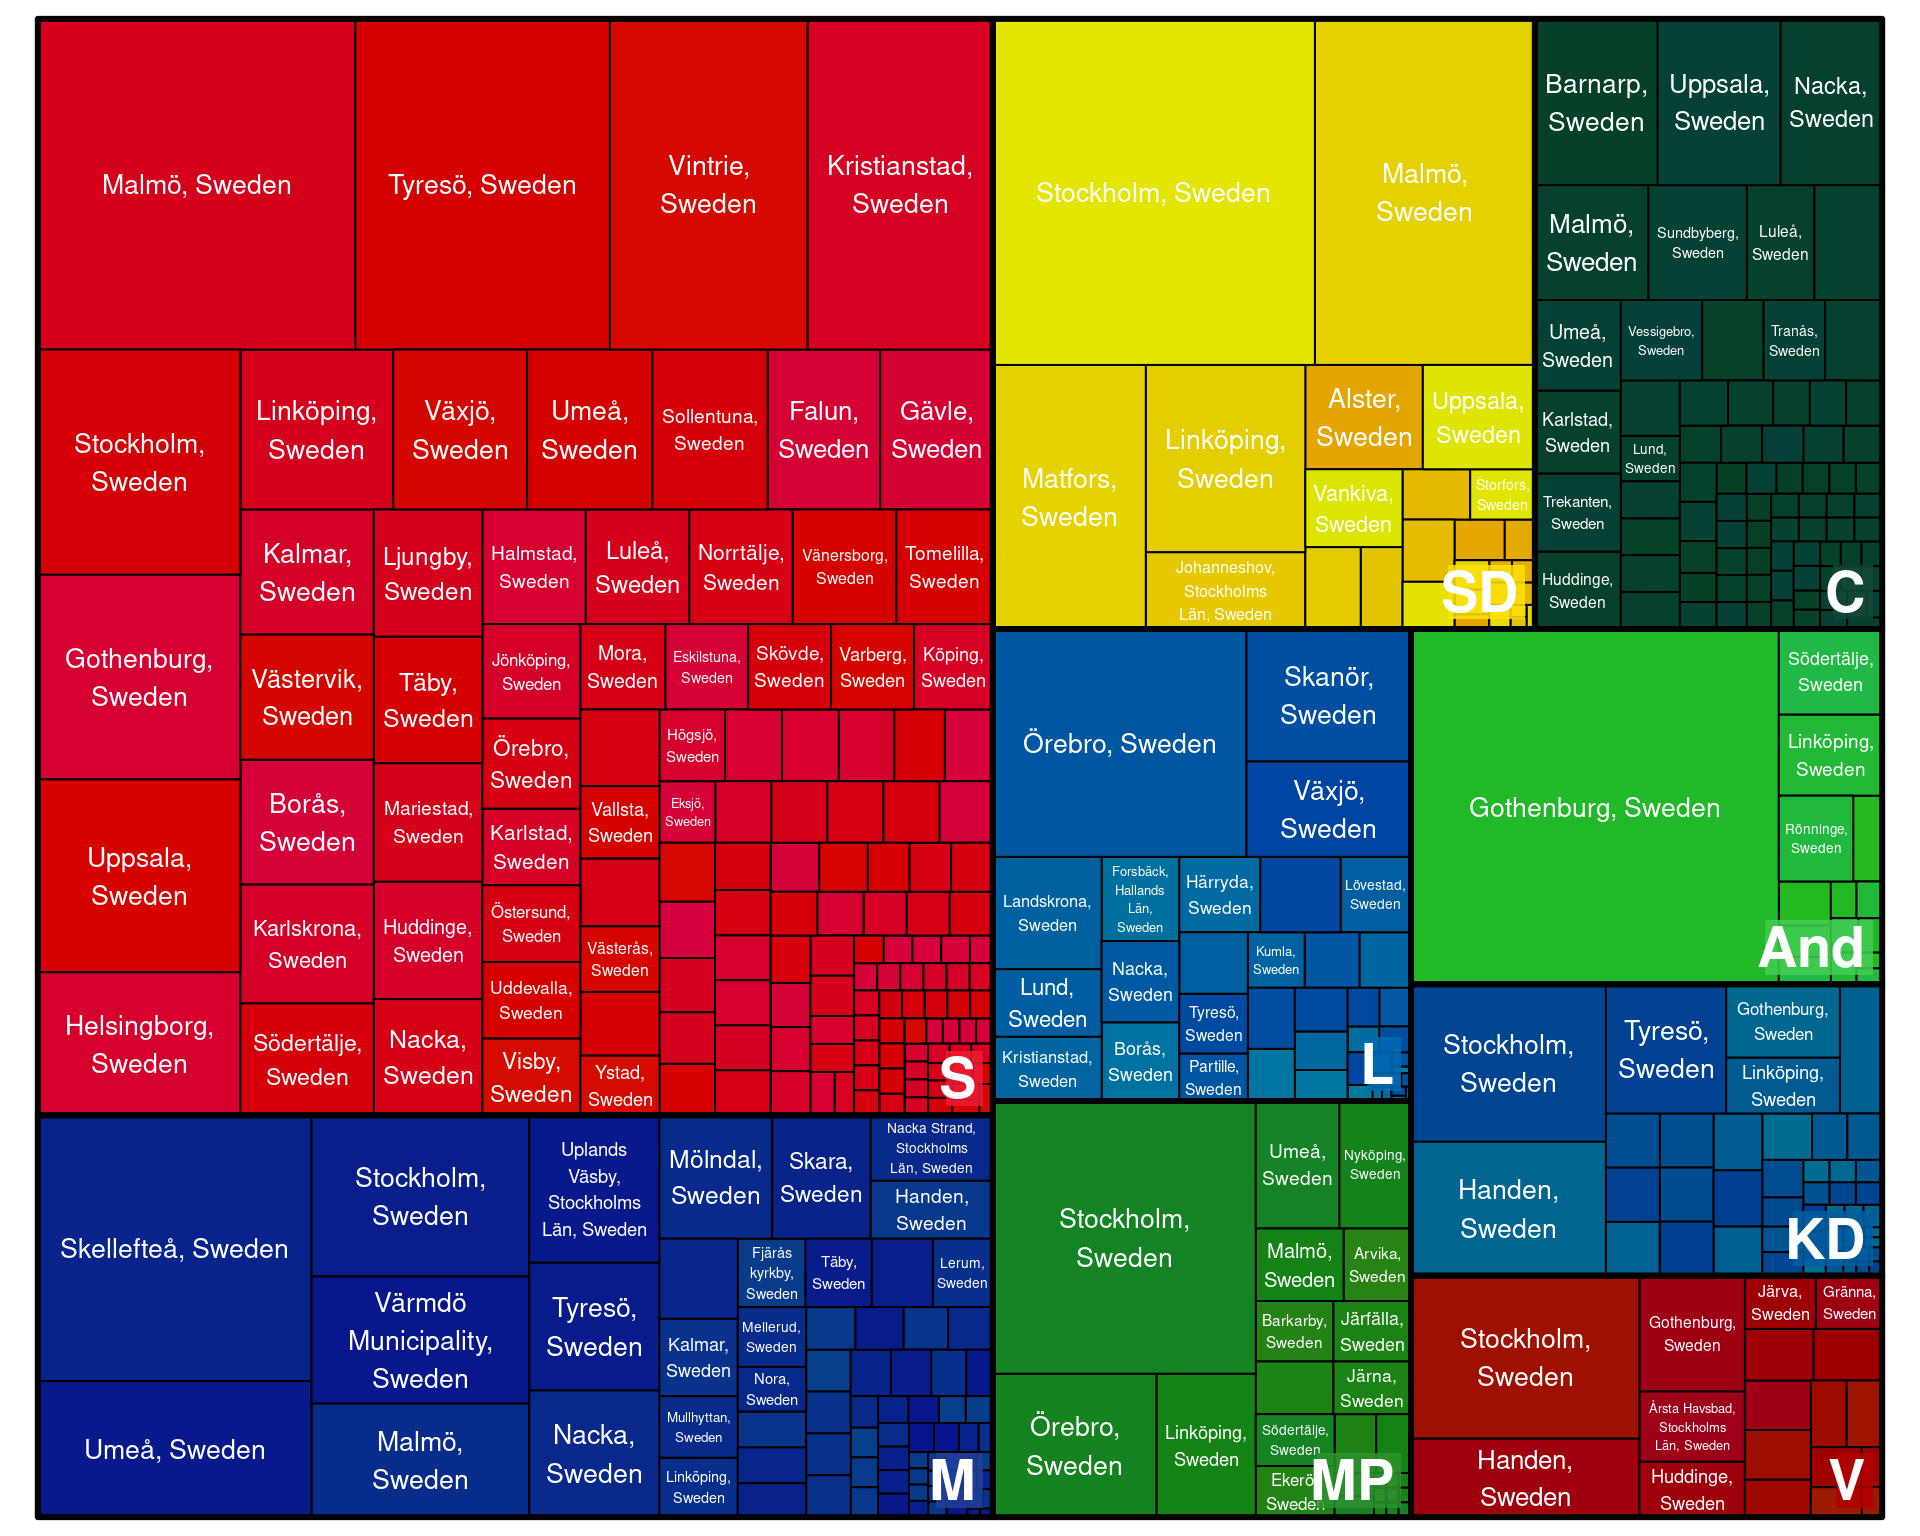 Malmö, Sweden
Tyresö, Sweden
Vintrie,
Sweden
Kristianstad,
Sweden
Stockholm,
Sweden
Linköping,
Sweden
Växjö,
Sweden
Umeå,
Sweden
Sollentuna,
Sweden
Falun,
Sweden
Gävle,
Sweden
Kalmar,
Sweden
Ljungby,
Sweden
Halmstad,
Sweden
Luleå,
Sweden
Norrtälje,
Sweden
Vänersborg,
Sweden
Tomelilla,
Sweden
Gothenburg,
Sweden
Västervik,
Sweden
Täby,
Sweden
Jönköping,
Sweden
Mora,
Sweden
Eskilstuna,
Sweden
Skövde,
Sweden
Varberg,
Sweden
Köping,
Sweden
Örebro,
Sweden
Högsjö,
Sweden
Uppsala,
Sweden
Borås,
Sweden
Mariestad,
Sweden
Karlstad,
Sweden
Vallsta,
Sweden
Eksjö,
Sweden
Karlskrona,
Sweden
Huddinge,
Sweden
Östersund,
Sweden
Västerås,
Sweden
Helsingborg,
Sweden
Södertälje,
Sweden
Nacka,
Sweden
Uddevalla,
Sweden
Visby,
Sweden
Ystad,
Sweden
S
Stockholm, Sweden
Malmö,
Sweden
Matfors,
Sweden
Linköping,
Sweden
Johanneshov,
Stockholms
Län, Sweden
Alster,
Sweden
Uppsala,
Sweden
Vankiva,
Sweden
Storfors,
Sweden
SD
Barnarp,
Sweden
Uppsala,
Sweden
Nacka,
Sweden
Malmö,
Sweden
Sundbyberg,
Sweden
Luleå,
Sweden
Umeå,
Sweden
Vessigebro,
Sweden
Tranås,
Sweden
Karlstad,
Sweden
Lund,
Sweden
Trekanten,
Sweden
Huddinge,
Sweden
C
Örebro, Sweden
Skanör,
Sweden
Växjö,
Sweden
Landskrona,
Sweden
Forsbäck,
Hallands
Län,
Sweden
Härryda,
Sweden
Lövestad,
Sweden
Lund,
Sweden
Nacka,
Sweden
Kumla,
Sweden
Tyresö,
Sweden
Kristianstad,
Sweden
Borås,
Sweden
Partille,
Sweden
L
Gothenburg, Sweden
Södertälje,
Sweden
Linköping,
Sweden
Rönninge,
Sweden
And
Skellefteå, Sweden
Umeå, Sweden
Stockholm,
Sweden
Värmdö
Municipality,
Sweden
Malmö,
Sweden
Uplands
Väsby,
Stockholms
Län, Sweden
Tyresö,
Sweden
Nacka,
Sweden
Mölndal,
Sweden
Skara,
Sweden
Nacka Strand,
Stockholms
Län, Sweden
Handen,
Sweden
Fjärås
kyrkby,
Sweden
Täby,
Sweden
Lerum,
Sweden
Kalmar,
Sweden
Mellerud,
Sweden
Nora,
Sweden
Mullhyttan,
Sweden
Linköping,
Sweden
M
Stockholm,
Sweden
Umeå,
Sweden
Nyköping,
Sweden
Malmö,
Sweden
Arvika,
Sweden
Barkarby,
Sweden
Järfälla,
Sweden
Järna,
Sweden
Örebro,
Sweden
Linköping,
Sweden
Södertälje,
Sweden
Ekerö,
Sweden
MP
Stockholm,
Sweden
Handen,
Sweden
Tyresö,
Sweden
Gothenburg,
Sweden
Linköping,
Sweden
KD
Stockholm,
Sweden
Handen,
Sweden
Gothenburg,
Sweden
Årsta Havsbad,
Stockholms
Län, Sweden
Huddinge,
Sweden
Järva,
Sweden
Gränna,
Sweden
V